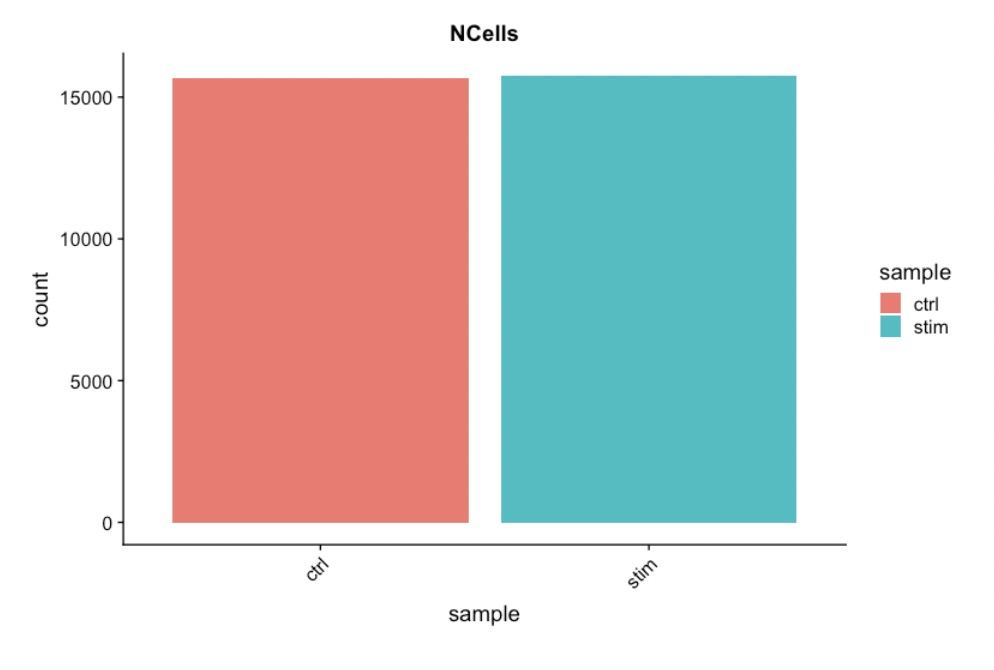 NCells
15000
10000
5000
0
count
ctrl
stim
sample
sample
ctrl
stim